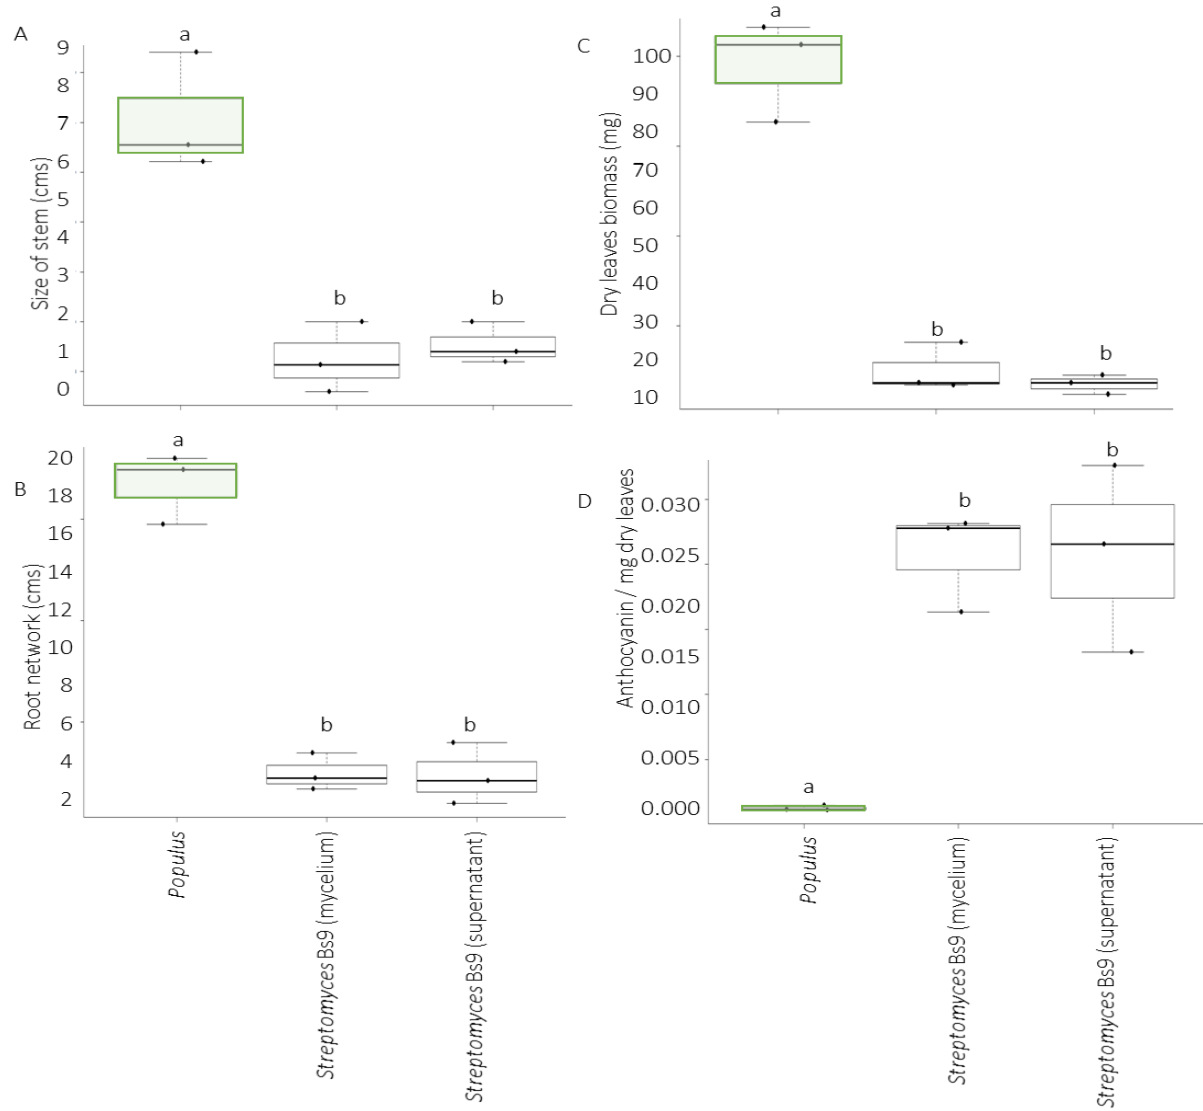 A
Size of stem (cms)
9
8
7
6
5
4
3
2
1
0
a
b
b
C
Dry leaves biomass (mg)
100
90
80
70
60
50
40
30
20
10
a
b
b
B
Root network (cms)
20
18
16
14
12
10
8
6
4
2
a
b
b
Populus
Streptomyces Bs9 (mycelium)
Streptomyces Bs9 (supernatant)
D
Anthocyanin / mg dry leaves
0.030
0.025
0.020
0.015
0.010
0.005
0.000
a
b
b
Populus
Streptomyces Bs9 (mycelium)
Streptomyces Bs9 (supernatant)